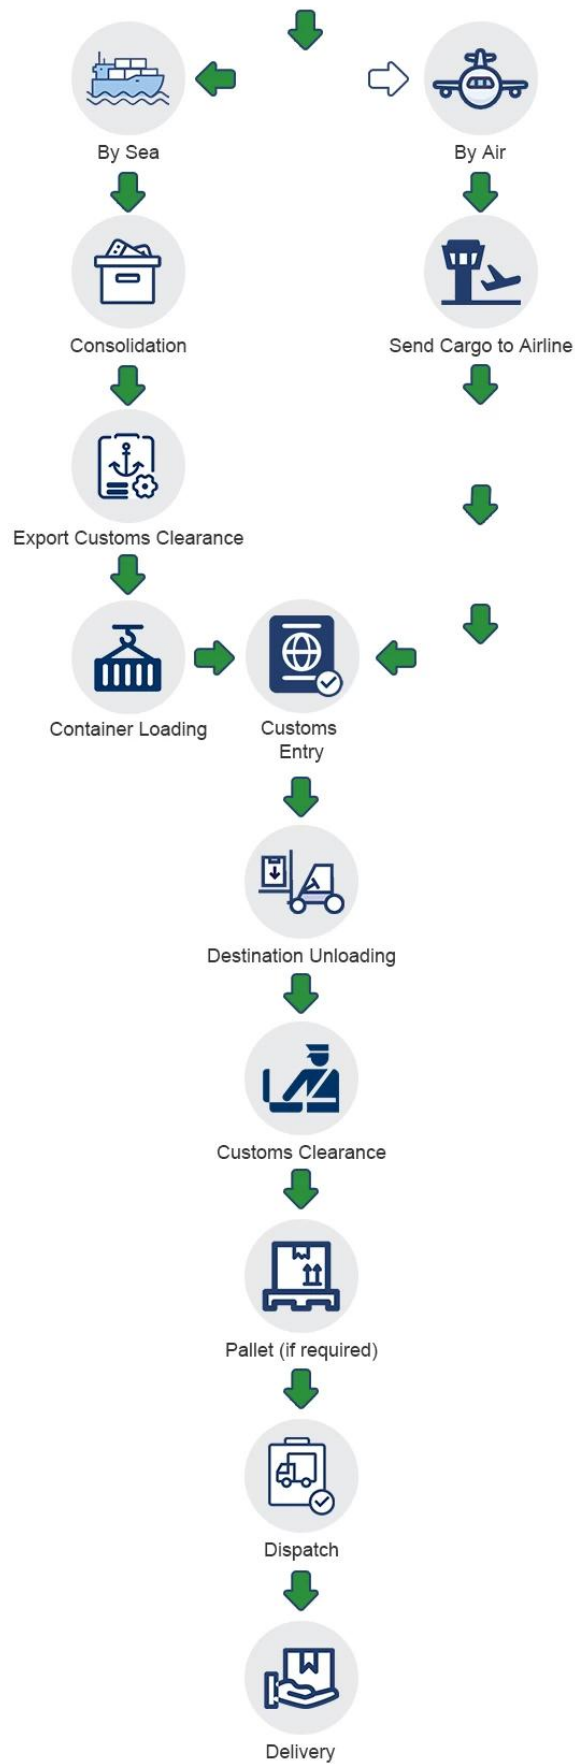 By Sea
By Air
Consolidation
Send Cargo to Airline
Export Customs Clearance
Container Loading
Customs
Entry
Destination Unloading
Customs Clearance
Pallet (if required)
Dispatch
Delivery